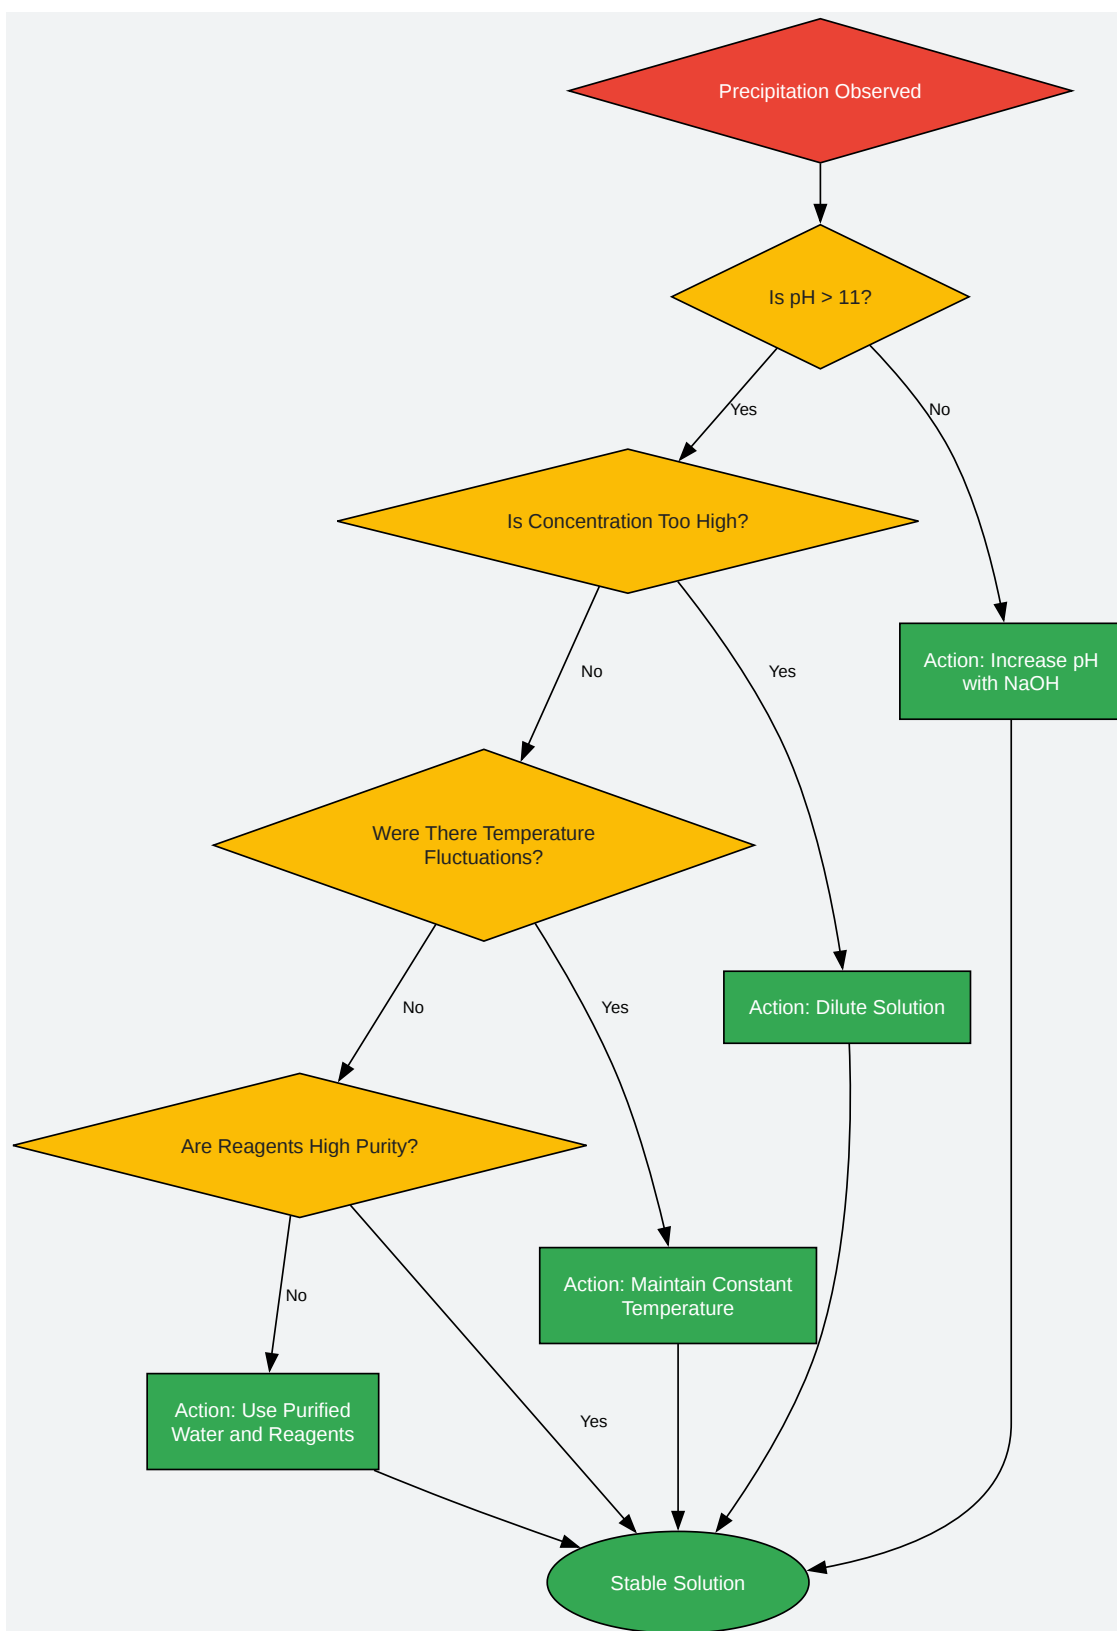 Precipitation Observed
Is pH > 11?
Yes
No
Is Concentration Too High?
No
Yes
Action: Increase pH
with NaOH
Were There Temperature
Fluctuations?
No
Yes
Action: Dilute Solution
Are Reagents High Purity?
No
Action: Maintain Constant
Temperature
Action: Use Purified
Water and Reagents
Yes
Stable Solution